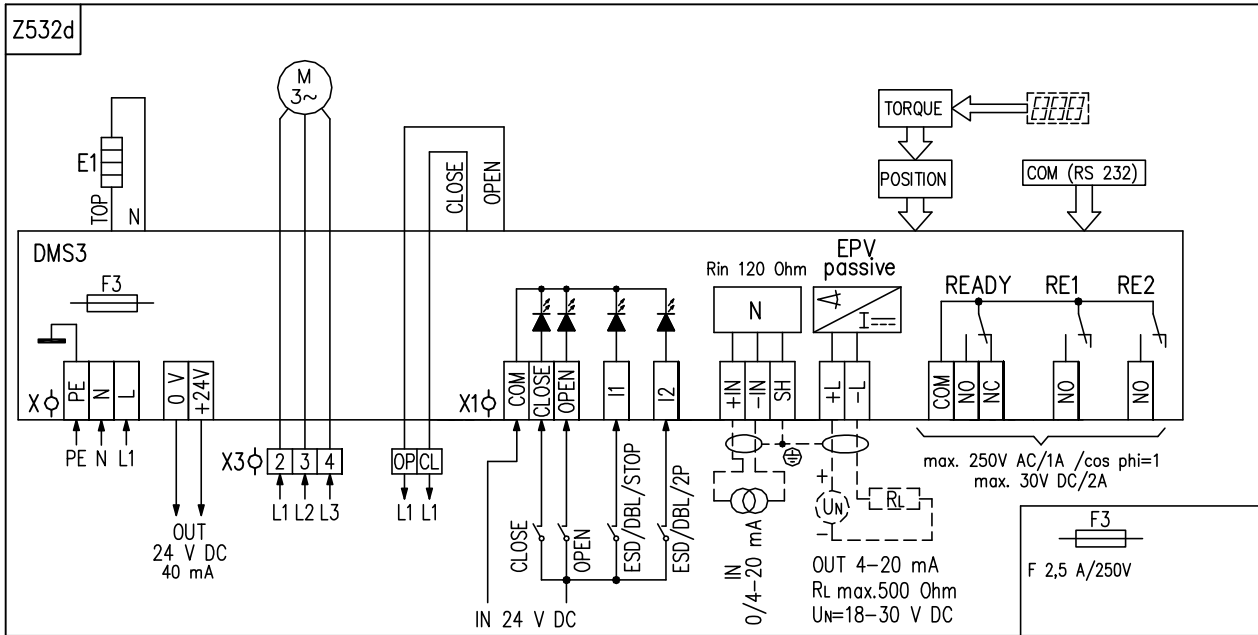 Z532d
M
3~
E1
TOP
N
CLOSE
OPEN
TORQUE
POSITION
COM (RS 232)
DMS3
F3
Rin 120 Ohm
N
EPV
passive
I
READY
RE1
RE2
X
PE
N
L
0 V
+24V
X1
COM
CLOSE
OPEN
I1
I2
+IN
-IN
SH
+L
-L
COM
NO
NC
NO
NO
PE N L1
X3
2 3 4
L1 L2 L3
OP CL
L1 L1
OUT
24 V DC
40 mA
CLOSE
OPEN
ESD/DBL/STOP
ESD/DBL/2P
IN 24 V DC
IN
0/4-20 mA
+
UN
-
RL
OUT 4-20 mA
RL max.500 Ohm
UN=18-30 V DC
max. 250V AC/1A /cos phi=1
max. 30V DC/2A
F3
F 2,5 A/250V